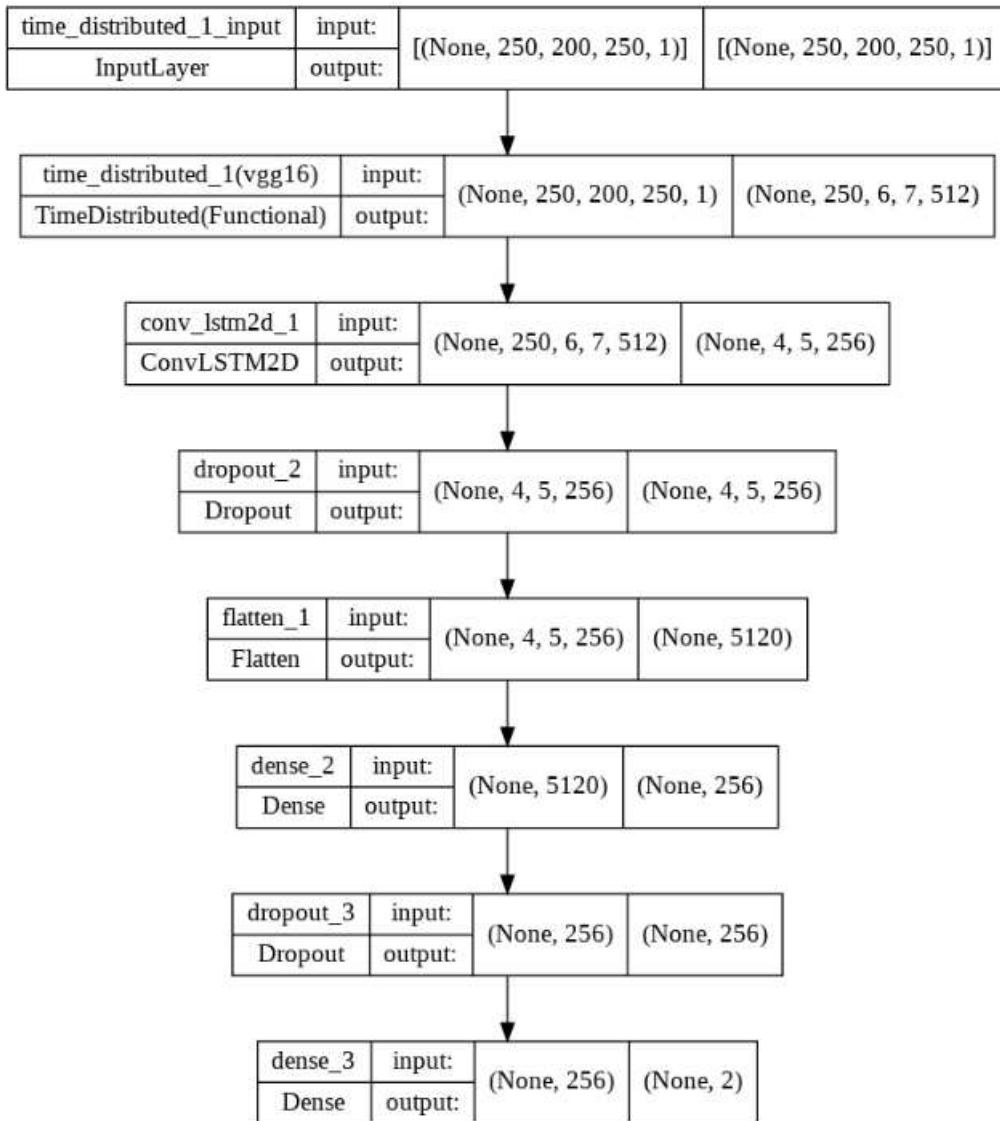 time_distributed_1_input input: [(None, 250, 200, 250, 1)] [(None, 250, 200, 250, 1)]
InputLayer output:
time_distributed_1(vgg16) input: (None, 250, 200, 250, 1) (None, 250, 6, 7, 512)
TimeDistributed(Functional) output:
conv_lstm2d_1 input: (None, 250, 6, 7, 512) (None, 4, 5, 256)
ConvLSTM2D output:
dropout_2 input: (None, 4, 5, 256) (None, 4, 5, 256)
Dropout output:
flatten_1 input: (None, 4, 5, 256) (None, 5120)
Flatten output:
dense_2 input: (None, 5120) (None, 256)
Dense output:
dropout_3 input: (None, 256) (None, 256)
Dropout output:
dense_3 input: (None, 256) (None, 2)
Dense output: